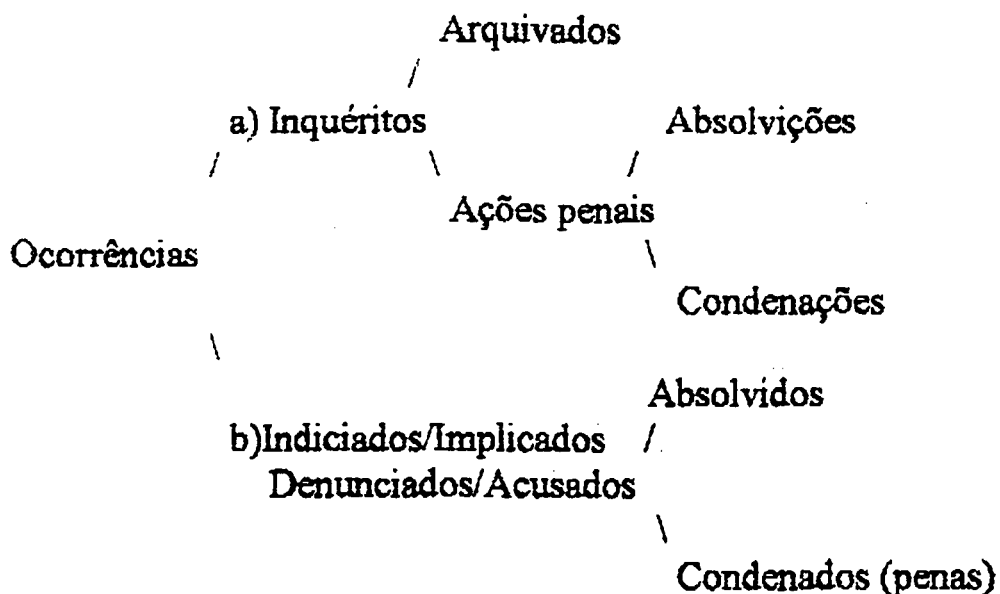 Arquivados
a) Inquéritos
Absolvições
Ações penais
Ocorrências
Condenações
Absolvidos
b)Indiciados/Implicados
Denunciados/Acusados
Condenados (penas)